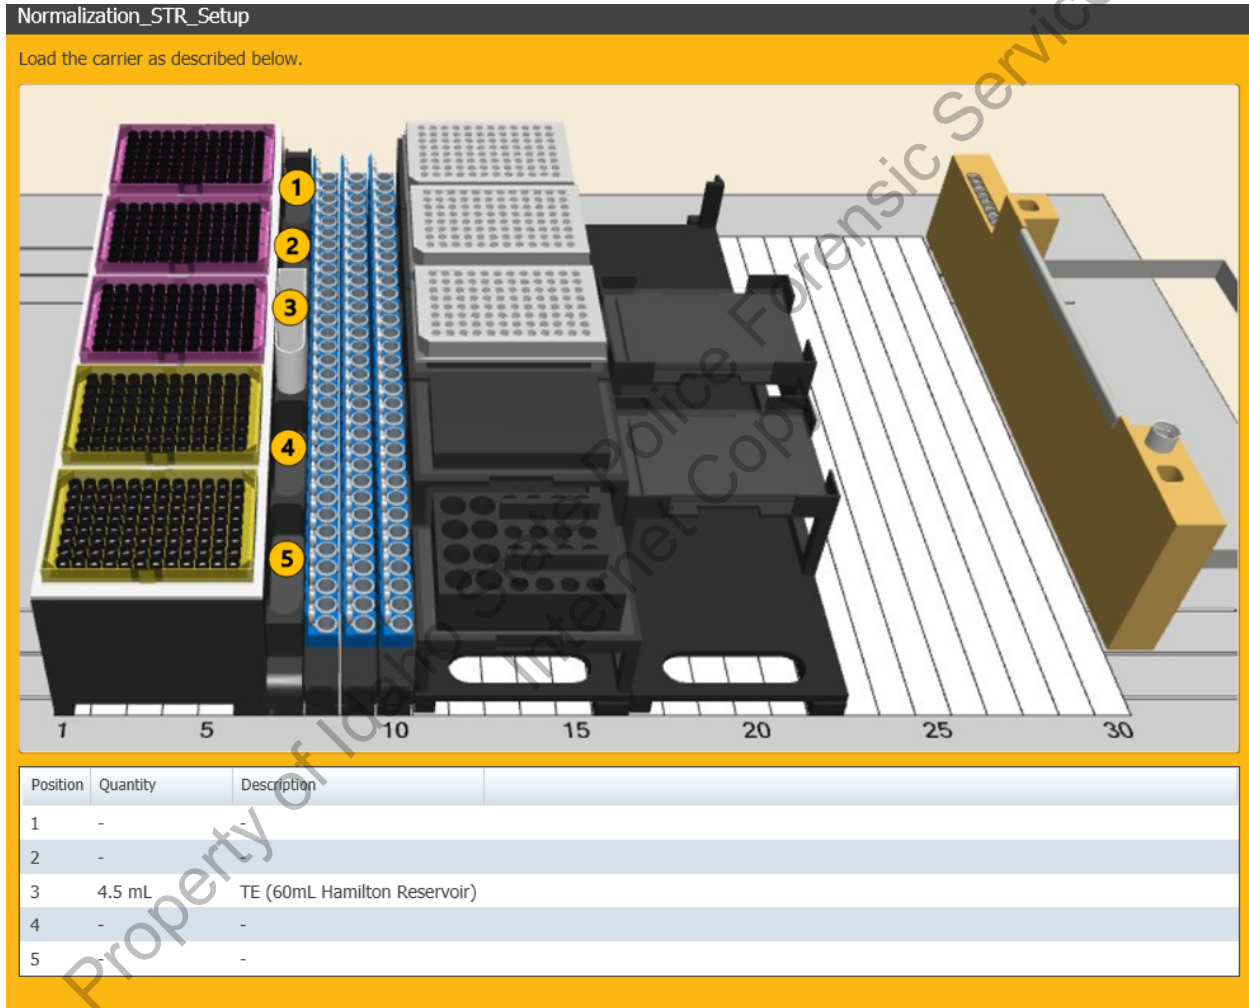 Normalization_STR_Setup
Load the carrier as described below.
1
2
3
4
5
1 5 10 15 20 25 30
Position Quantity Description
1 - -
2 - -
3 4.5 mL TE (60mL Hamilton Reservoir)
4 - -
5 - -
Property of Idaho State Police Forensic Service
Internet Copy